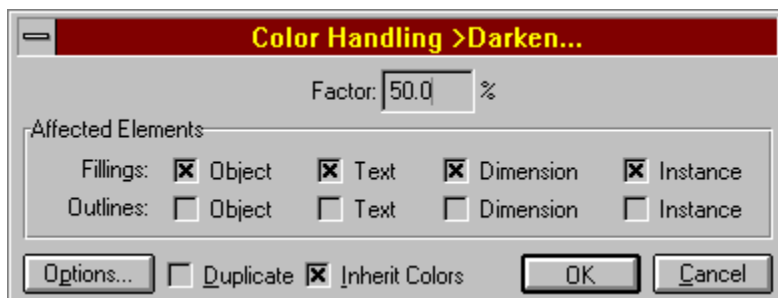 Color Handling >Darken...
Factor: 50.0 %
Affected Elements
Fillings: Object Text Dimension Instance
Outlines: Object Text Dimension Instance
Options... Duplicate Inherit Colors OK Cancel